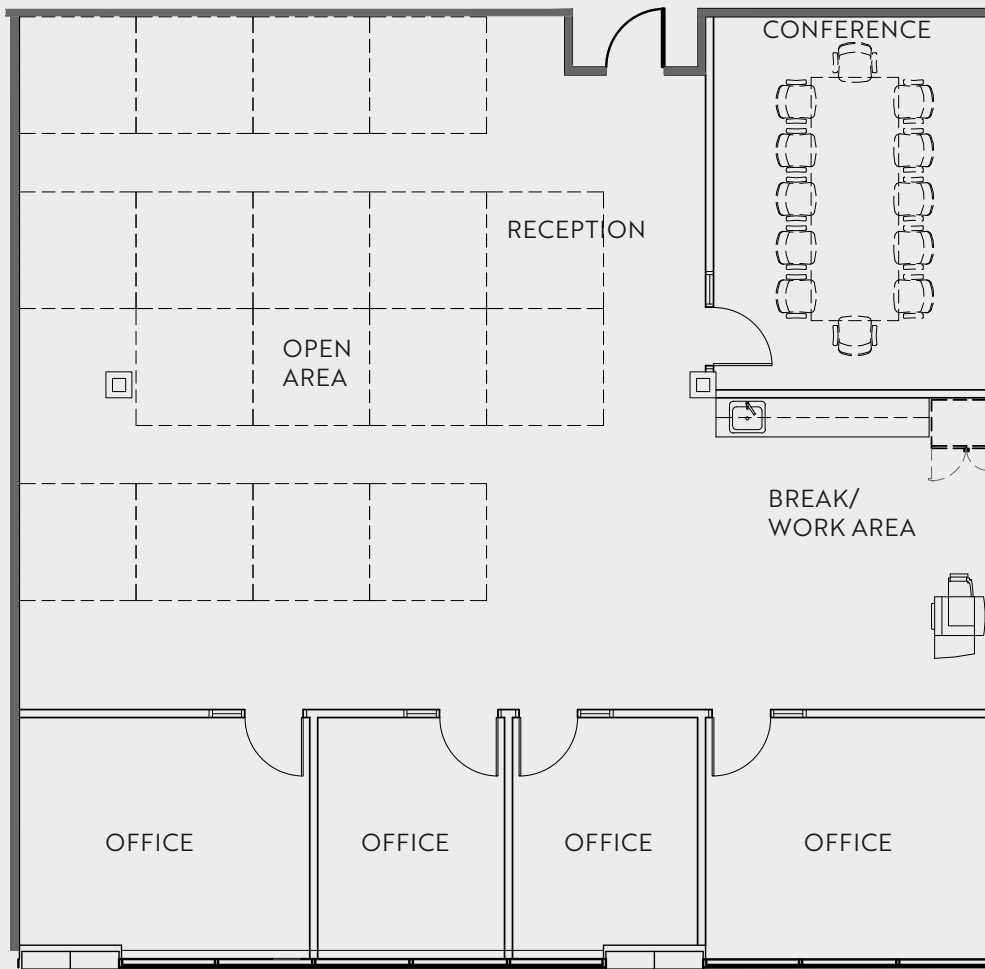 CONFERENCE
RECEPTION
OPEN
AREA
BREAK/
WORK AREA
OFFICE
OFFICE
OFFICE
OFFICE